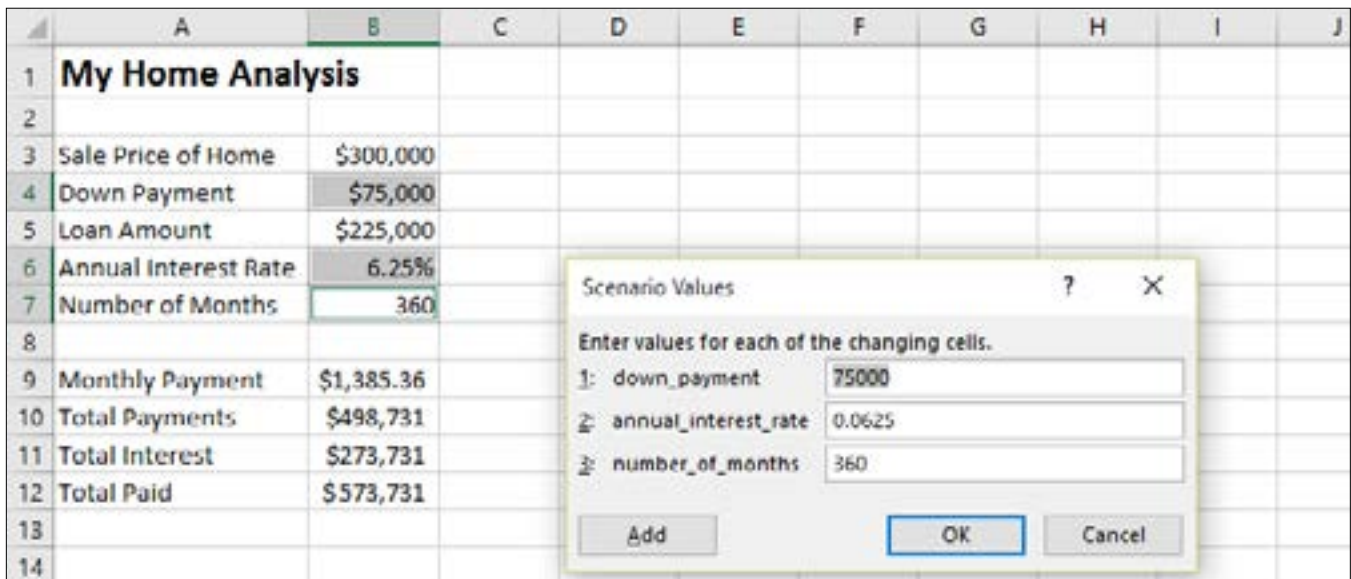 A B C D E F G H I J
1 My Home Analysis
2
3 Sale Price of Home $300,000
4 Down Payment $75,000
5 Loan Amount $225,000
6 Annual Interest Rate 6.25%
7 Number of Months 360
8
9 Monthly Payment $1,385.36
10 Total Payments $498,731
11 Total Interest $273,731
12 Total Paid $573,731
13
14
Scenario Values ? X
Enter values for each of the changing cells.
1: down_payment 75000
2: annual_interest_rate 0.0625
3: number_of_months 360
Add OK Cancel